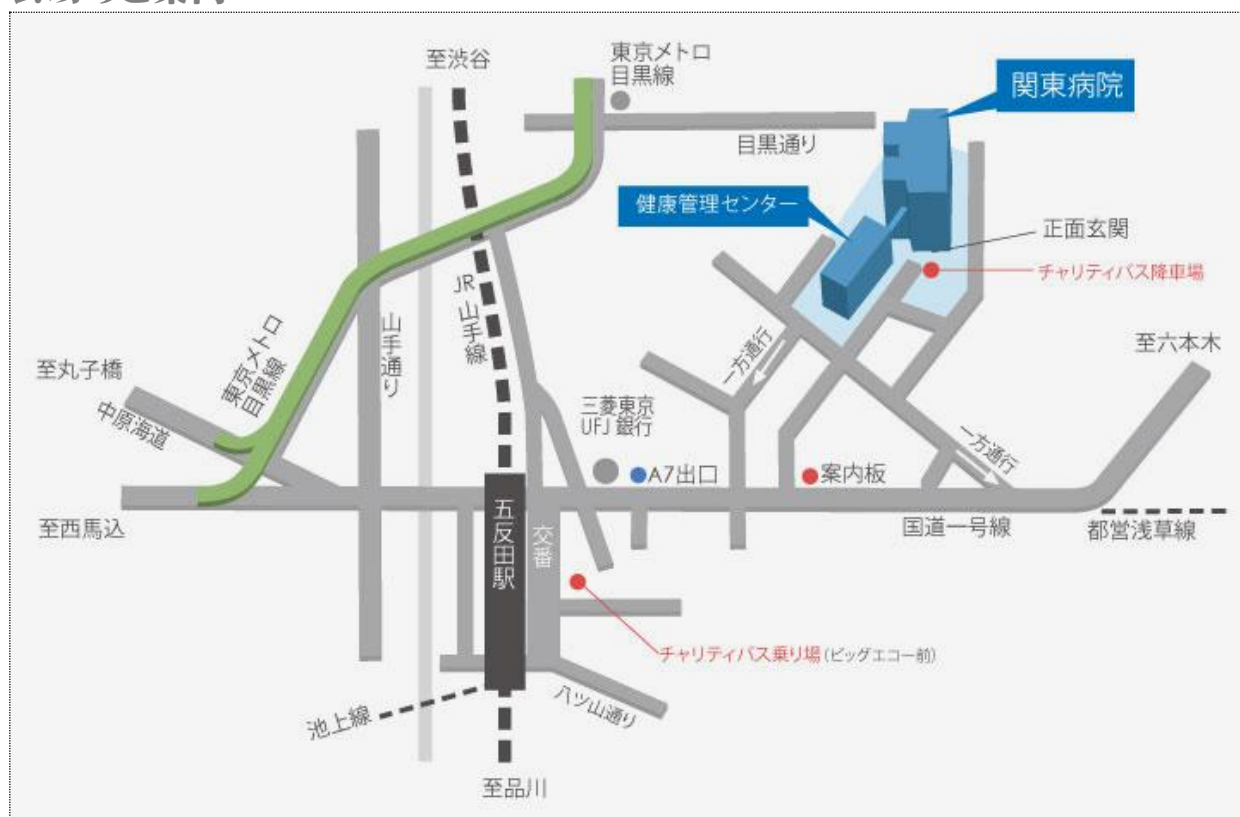 至渋谷
東京メトロ
目黒線
関東病院
目黒通り
健康管理センター
正面玄関
チャリティバス降車場
JR 山手線
山手通り
東京メトロ
目黒線
至丸子橋
中原海道
一方通行
至六本木
三菱東京
UFJ 銀行
A7出口
案内板
一方通行
至西馬込
五反田駅
交番
国道一号線
都営浅草線
チャリティバス乗り場(ビッグエコー前)
八ツ山通り
池上線
至品川